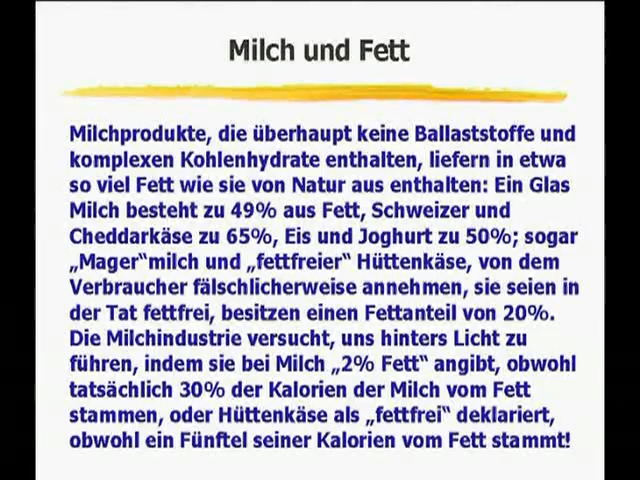 Milch und Fett
Milchprodukte, die überhaupt keine Ballaststoffe und
komplexen Kohlenhydrate enthalten, liefern in etwa
so viel Fett wie sie von Natur aus enthalten: Ein Glas
Milch besteht zu 49% aus Fett, Schweizer und
Cheddarkäse zu 65%, Eis und Joghurt zu 50%; sogar
„Mager“milch und „fettfreier“ Hüttenkäse, von dem
Verbraucher fälschlicherweise annehmen, sie seien in
der Tat fettfrei, besitzen einen Fettanteil von 20%.
Die Milchindustrie versucht, uns hinters Licht zu
führen, indem sie bei Milch „2% Fett“ angibt, obwohl
tatsächlich 30% der Kalorien der Milch vom Fett
stammen, oder Hüttenkäse als „fettfrei“ deklariert,
obwohl ein Fünftel seiner Kalorien vom Fett stammt!